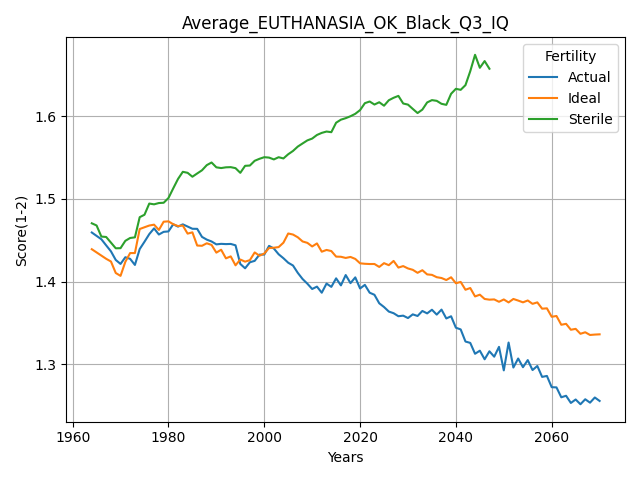 Average_EUTHANASIA_OK_Black_Q3_IQ
Fertility
Actual
Ideal
Sterile
Score(1-2)
1.6
1.5
1.4
1.3
1960
1980
2000
2020
2040
2060
Years